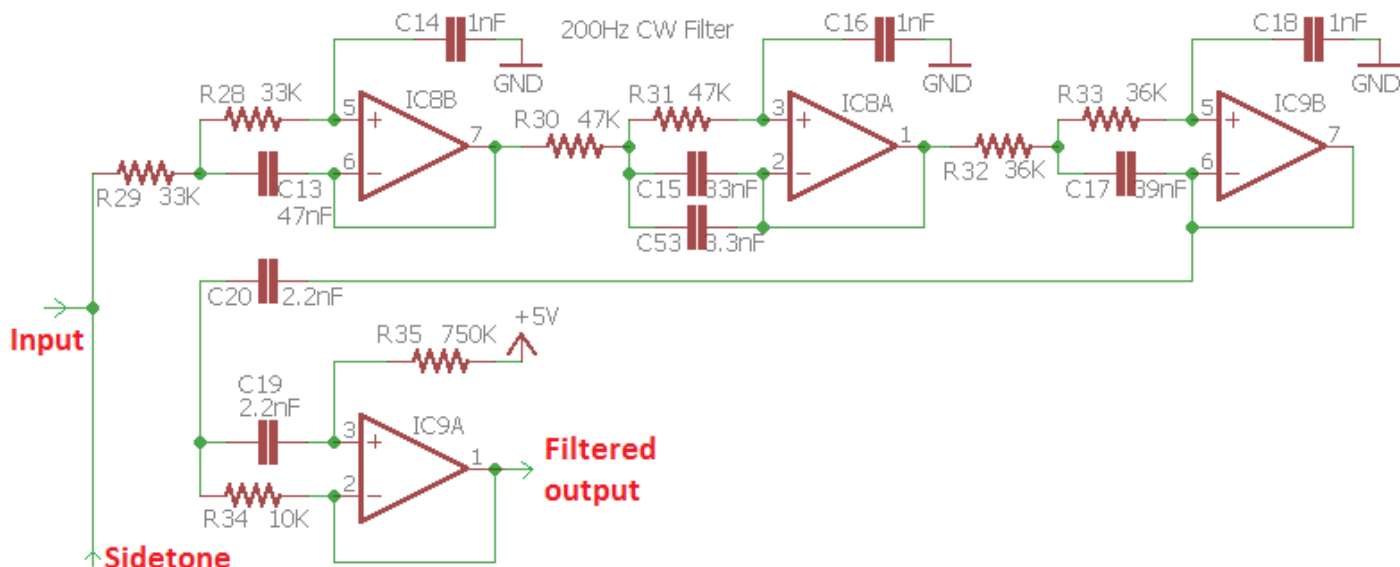 C14 1nF
200Hz CW Filter
C16 1nF
C18 1nF
GND
GND
GND
R28 33K
5
+
IC8B
7
6
-
R29 33K
C13
47nF
R30 47K
R31 47K
3
+
IC8A
1
2
-
C15 33nF
C53 3.3nF
R32 36K
R33 36K
5
+
IC9B
7
6
-
C17 39nF
C20 2.2nF
Input
R35 750K
+5V
C19
2.2nF
3
+
IC9A
1
2
-
R34 10K
Filtered
output
Sidetone